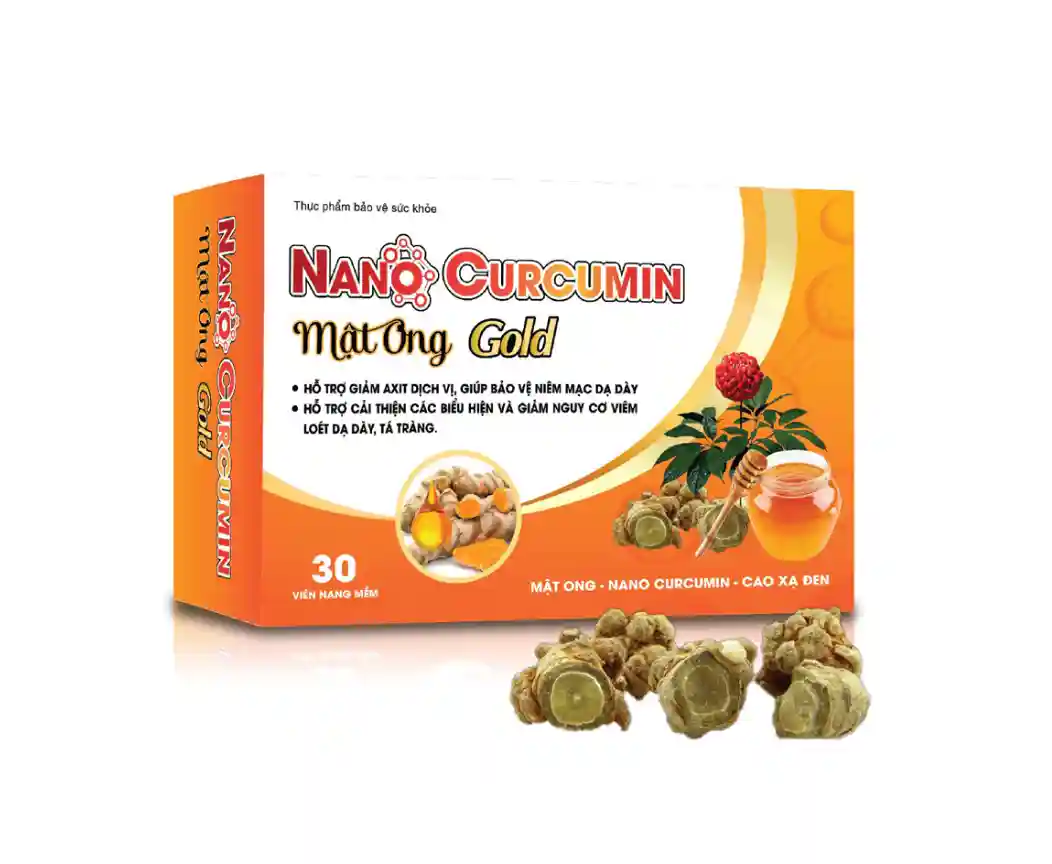 Thực phẩm bảo vệ sức khỏe
NANO CURCUMIN
Mật Ong Gold
• HỖ TRỢ GIẢM AXIT DỊCH VỊ, GIÚP BẢO VỆ NIÊM MẠC DẠ DÀY
• HỖ TRỢ CẢI THIỆN CÁC BIỂU HIỆN VÀ GIẢM NGUY CƠ VIÊM
LOÉT DẠ DÀY, TÁ TRÀNG.
30
VIÊN NANG MỀM
MẬT ONG - NANO CURCUMIN - CAO XẠ ĐEN
NANO CURCUMIN
Mật Ong Gold